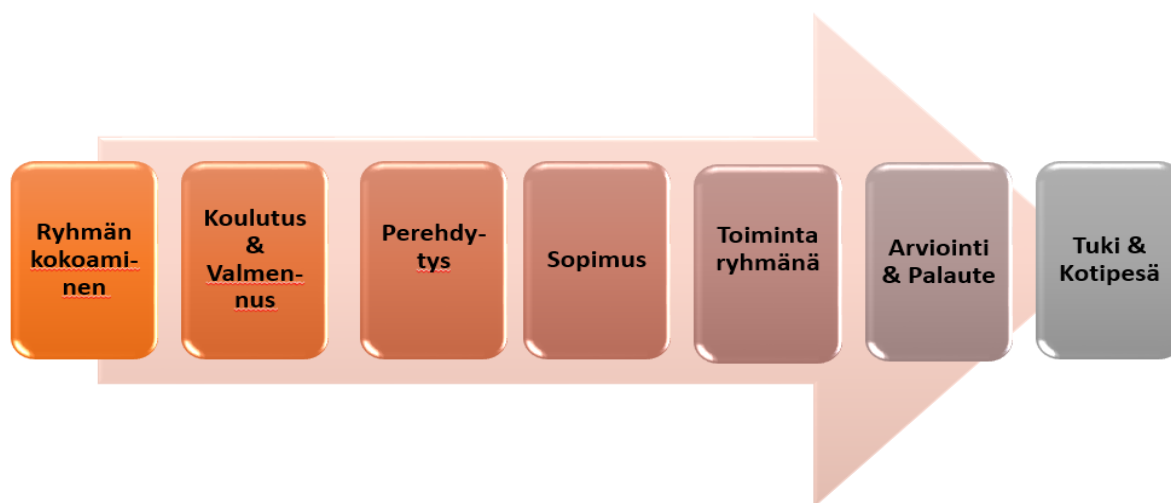 Ryhmän
kokoami-
nen
Koulutus
&
Valmen-
nus
Perehdy-
tys
Sopimus
Toiminta
ryhmänä
Arviointi
& Palaute
Tuki &
Kotipesä